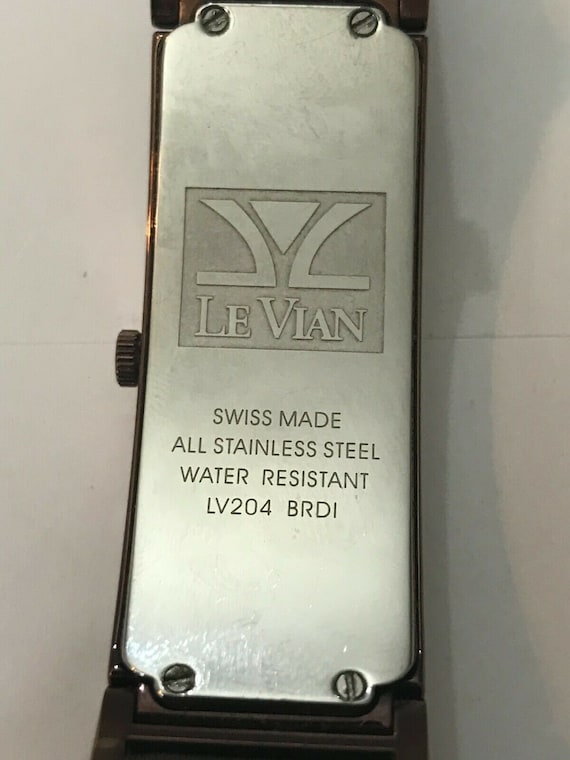 LE VIAN
SWISS MADE
ALL STAINLESS STEEL
WATER RESISTANT
LV204 BRDI